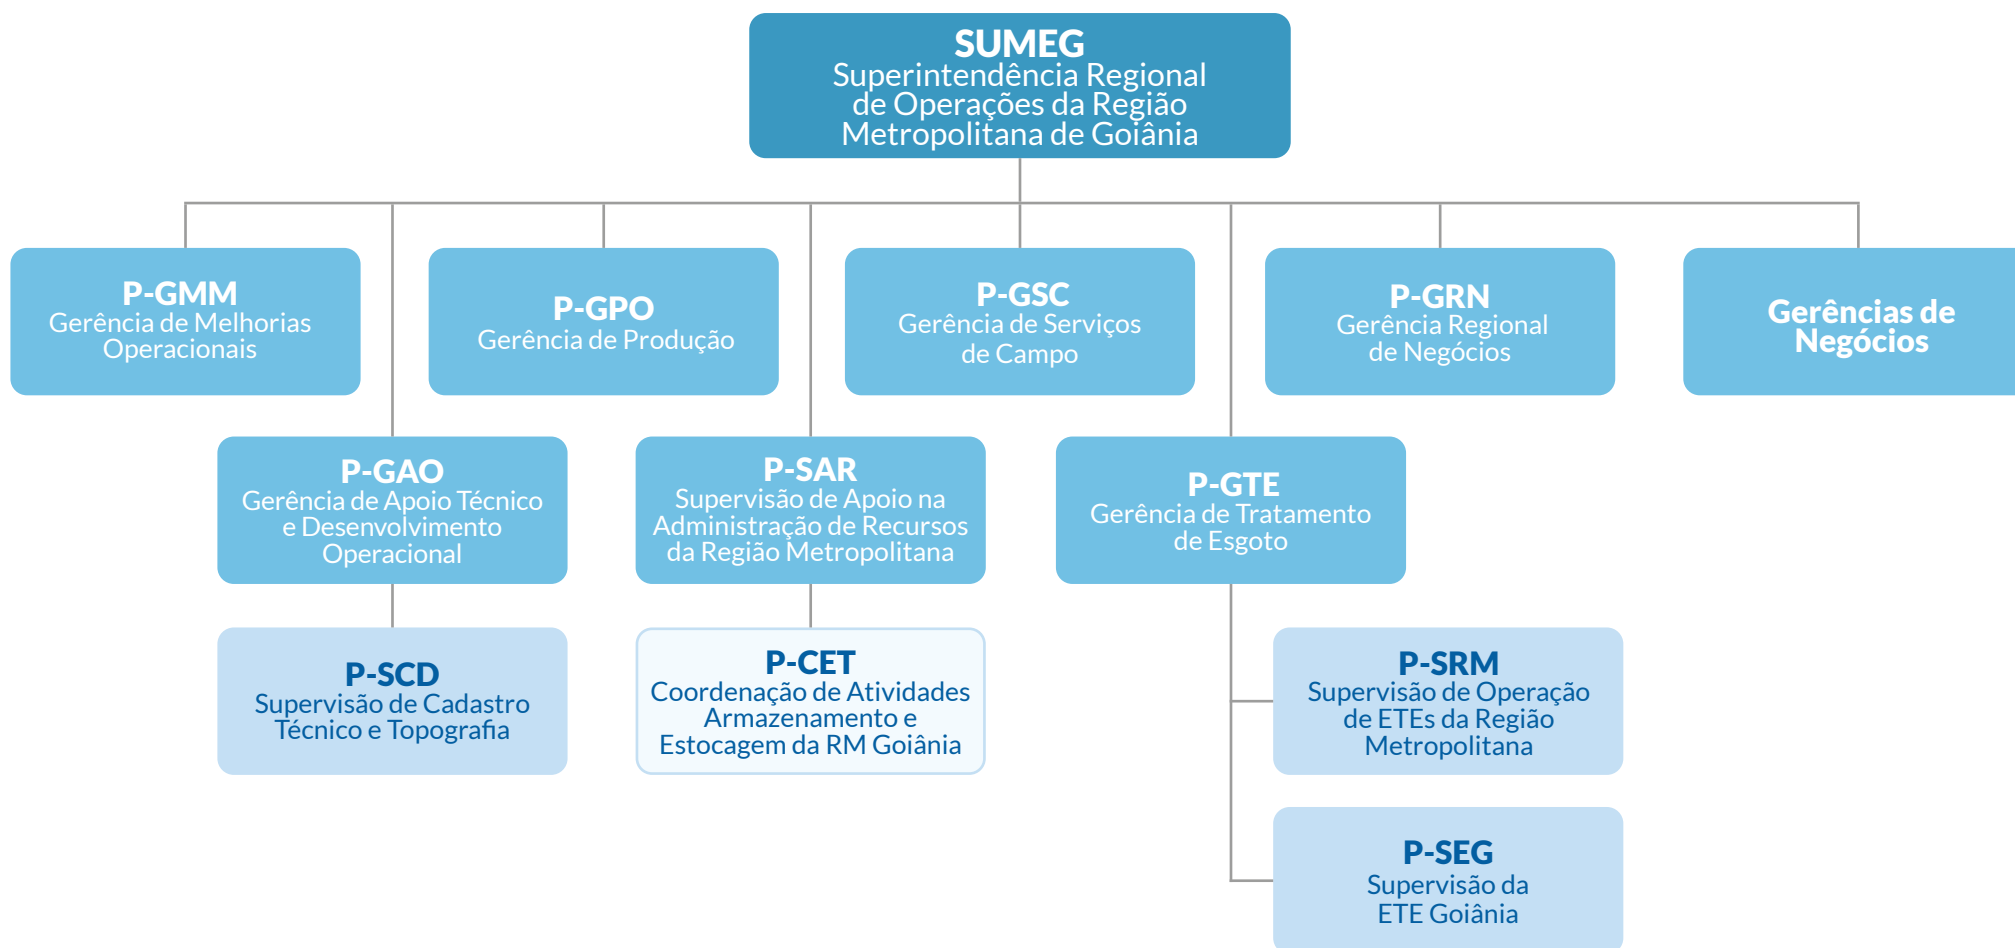 SUMEG
Superintendência Regional
de Operações da Região
Metropolitana de Goiânia
P-GMM
Gerência de Melhorias
Operacionais
P-GPO
Gerência de Produção
P-GSC
Gerência de Serviços
de Campo
P-GRN
Gerência Regional
de Negócios
Gerências de
Negócios
P-GAO
Gerência de Apoio Técnico
e Desenvolvimento
Operacional
P-SAR
Supervisão de Apoio na
Administração de Recursos
da Região Metropolitana
P-GTE
Gerência de Tratamento
de Esgoto
P-SCD
Supervisão de Cadastro
Técnico e Topografia
P-CET
Coordenação de Atividades
Armazenamento e
Estocagem da RM Goiânia
P-SRM
Supervisão de Operação
de ETEs da Região
Metropolitana
P-SEG
Supervisão da
ETE Goiânia